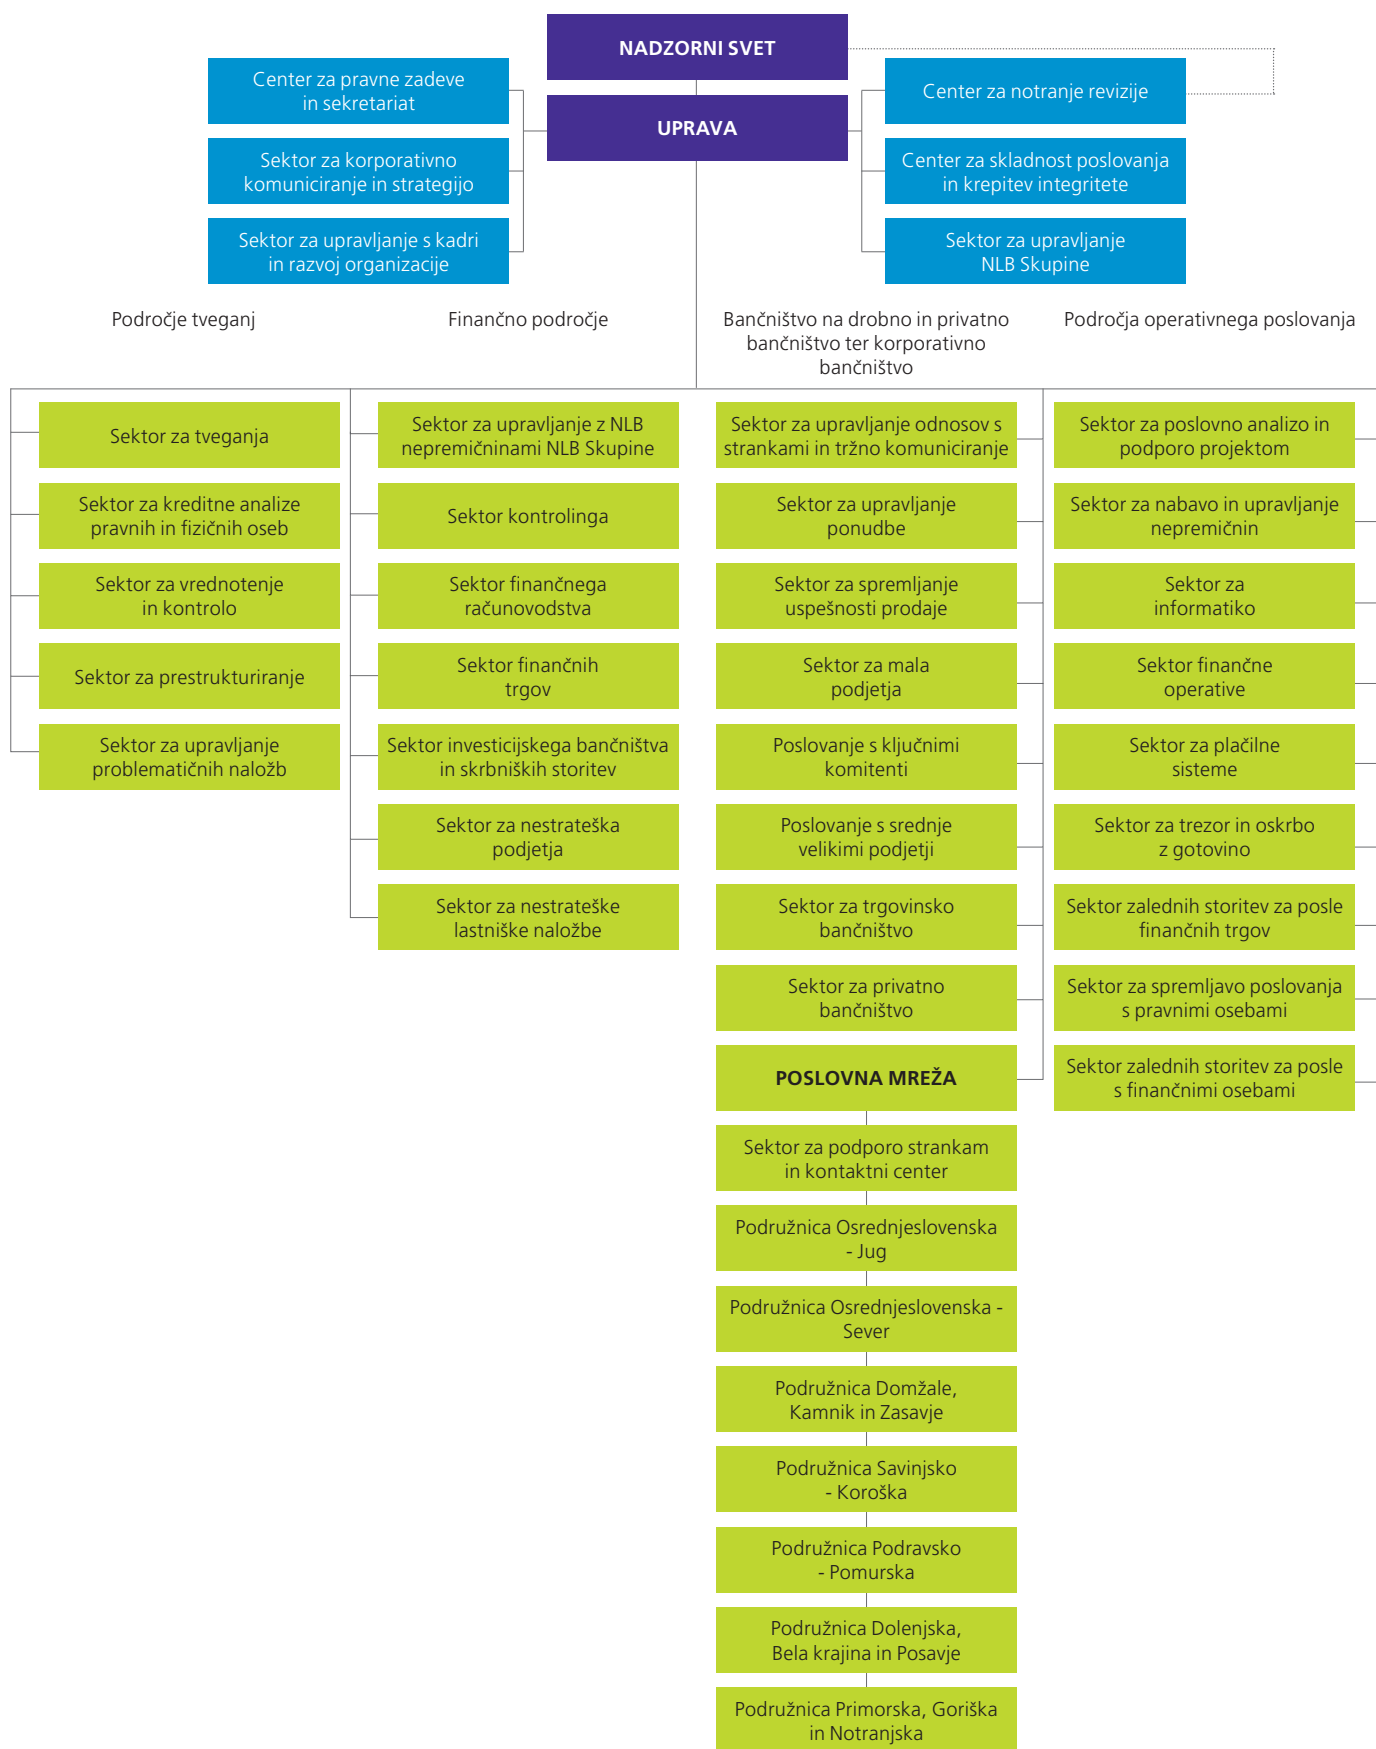 NADZORNI SVET
UPRAVA
Center za pravne zadeve
in sekretariat
Sektor za korporativno
komuniciranje in strategijo
Sektor za upravljanje s kadri
in razvoj organizacije
Center za notranje revizije
Center za skladnost poslovanja
in krepitev integritete
Sektor za upravljanje
NLB Skupine
Področje tveganj
Finančno področje
Bančništvo na drobno in privatno
bančništvo ter korporativno
bančništvo
Področja operativnega poslovanja
Sektor za tveganja
Sektor za kreditne analize
pravnih in fizičnih oseb
Sektor za vrednotenje
in kontrolo
Sektor za prestrukturiranje
Sektor za upravljanje
problematičnih naložb
Sektor za upravljanje z NLB
nepremičninami NLB Skupine
Sektor kontrolinga
Sektor finančnega
računovodstva
Sektor finančnih
trgov
Sektor investicijskega bančništva
in skrbniških storitev
Sektor za nestrateška
podjetja
Sektor za nestrateške
lastniške naložbe
Sektor za upravljanje odnosov s
strankami in tržno komuniciranje
Sektor za upravljanje
ponudbe
Sektor za spremljanje
uspešnosti prodaje
Sektor za mala
podjetja
Poslovanje s ključnimi
komitenti
Poslovanje s srednje
velikimi podjetji
Sektor za trgovinsko
bančništvo
Sektor za privatno
bančništvo
POSLOVNA MREŽA
Sektor za podporo strankam
in kontaktni center
Podružnica Osrednjeslovenska
- Jug
Podružnica Osrednjeslovenska -
Sever
Podružnica Domžale,
Kamnik in Zasavje
Podružnica Savinjsko
- Koroška
Podružnica Podravsko
- Pomurska
Podružnica Dolenjska,
Bela krajina in Posavje
Podružnica Primorska, Goriška
in Notranjska
Sektor za poslovno analizo in
podporo projektom
Sektor za nabavo in upravljanje
nepremičnin
Sektor za
informatiko
Sektor finančne
operative
Sektor za plačilne
sisteme
Sektor za trezor in oskrbo
z gotovino
Sektor zalednih storitev za posle
finančnih trgov
Sektor za spremljavo poslovanja
s pravnimi osebami
Sektor zalednih storitev za posle
s finančnimi osebami